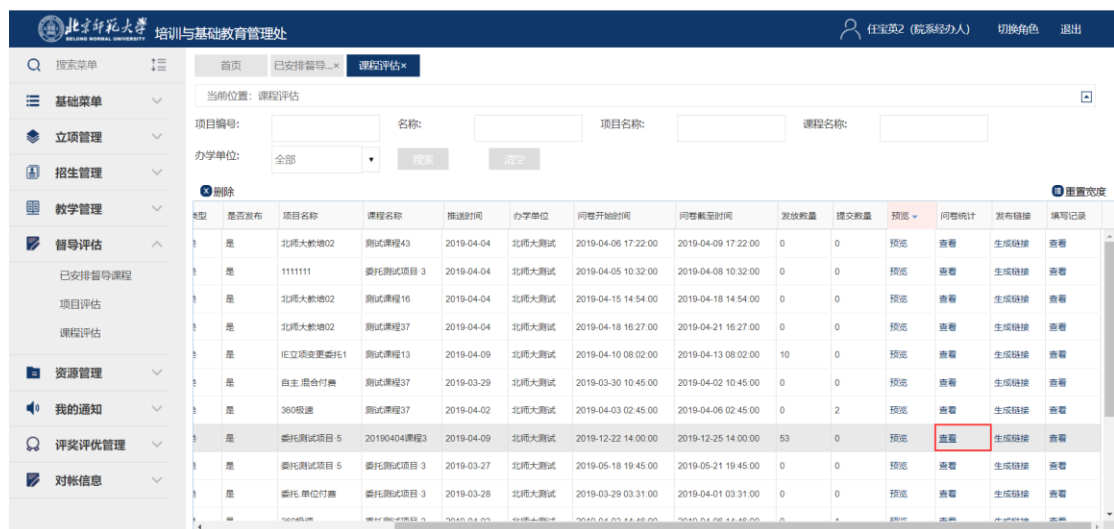 北京师范大学 培训与基础教育管理处 任宝英2 (院系经办人) 切换角色 退出
BEIJING NORMAL UNIVERSITY
搜索菜单
首页 已安排督导...× 课程评估×
基础菜单
立项管理
招生管理
教学管理
督导评估
已安排督导课程
项目评估
课程评估
资源管理
我的通知
评奖评优管理
对帐信息
当前位置: 课程评估
项目编号: 名称: 项目名称: 课程名称:
办学单位: 全部 搜索 清空
删除 重置宽度
型 是否发布 项目名称 课程名称 推送时间 办学单位 问卷开始时间 问卷截至时间 发放数量 提交数量 预览 问卷统计 发布链接 填写记录
是 北师大教培02 测试课程43 2019-04-04 北师大测试 2019-04-06 17:22:00 2019-04-09 17:22:00 0 0 预览 查看 生成链接 查看
是 1111111 委托测试项目-3 2019-04-04 北师大测试 2019-04-05 10:32:00 2019-04-08 10:32:00 0 0 预览 查看 生成链接 查看
是 北师大教培02 测试课程16 2019-04-04 北师大测试 2019-04-15 14:54:00 2019-04-18 14:54:00 0 0 预览 查看 生成链接 查看
是 北师大教培02 测试课程37 2019-04-04 北师大测试 2019-04-18 16:27:00 2019-04-21 16:27:00 0 0 预览 查看 生成链接 查看
是 IE立项变更委托1 测试课程13 2019-04-09 北师大测试 2019-04-10 08:02:00 2019-04-13 08:02:00 10 0 预览 查看 生成链接 查看
是 自主-混合付费 测试课程37 2019-03-29 北师大测试 2019-03-30 10:45:00 2019-04-02 10:45:00 0 0 预览 查看 生成链接 查看
是 360极速 测试课程37 2019-04-02 北师大测试 2019-04-03 02:45:00 2019-04-06 02:45:00 0 2 预览 查看 生成链接 查看
是 委托测试项目-5 20190404课程3 2019-04-09 北师大测试 2019-12-22 14:00:00 2019-12-25 14:00:00 53 0 预览 查看 生成链接 查看
是 委托测试项目-5 委托测试项目-3 2019-03-27 北师大测试 2019-05-18 19:45:00 2019-05-21 19:45:00 0 0 预览 查看 生成链接 查看
是 委托-单位付费 委托测试项目-3 2019-03-28 北师大测试 2019-03-29 03:31:00 2019-04-01 03:31:00 0 0 预览 查看 生成链接 查看